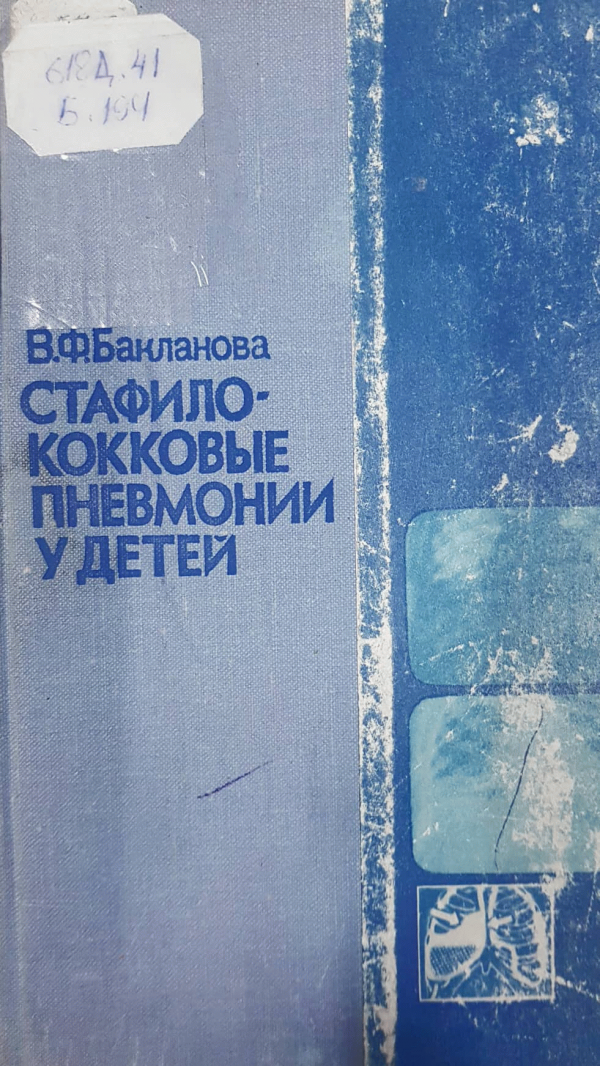 618Д.41
Б.194
В.Ф.Бакланова
СТАФИЛО-
КОККОВЫЕ
ПНЕВМОНИИ
У ДЕТЕЙ